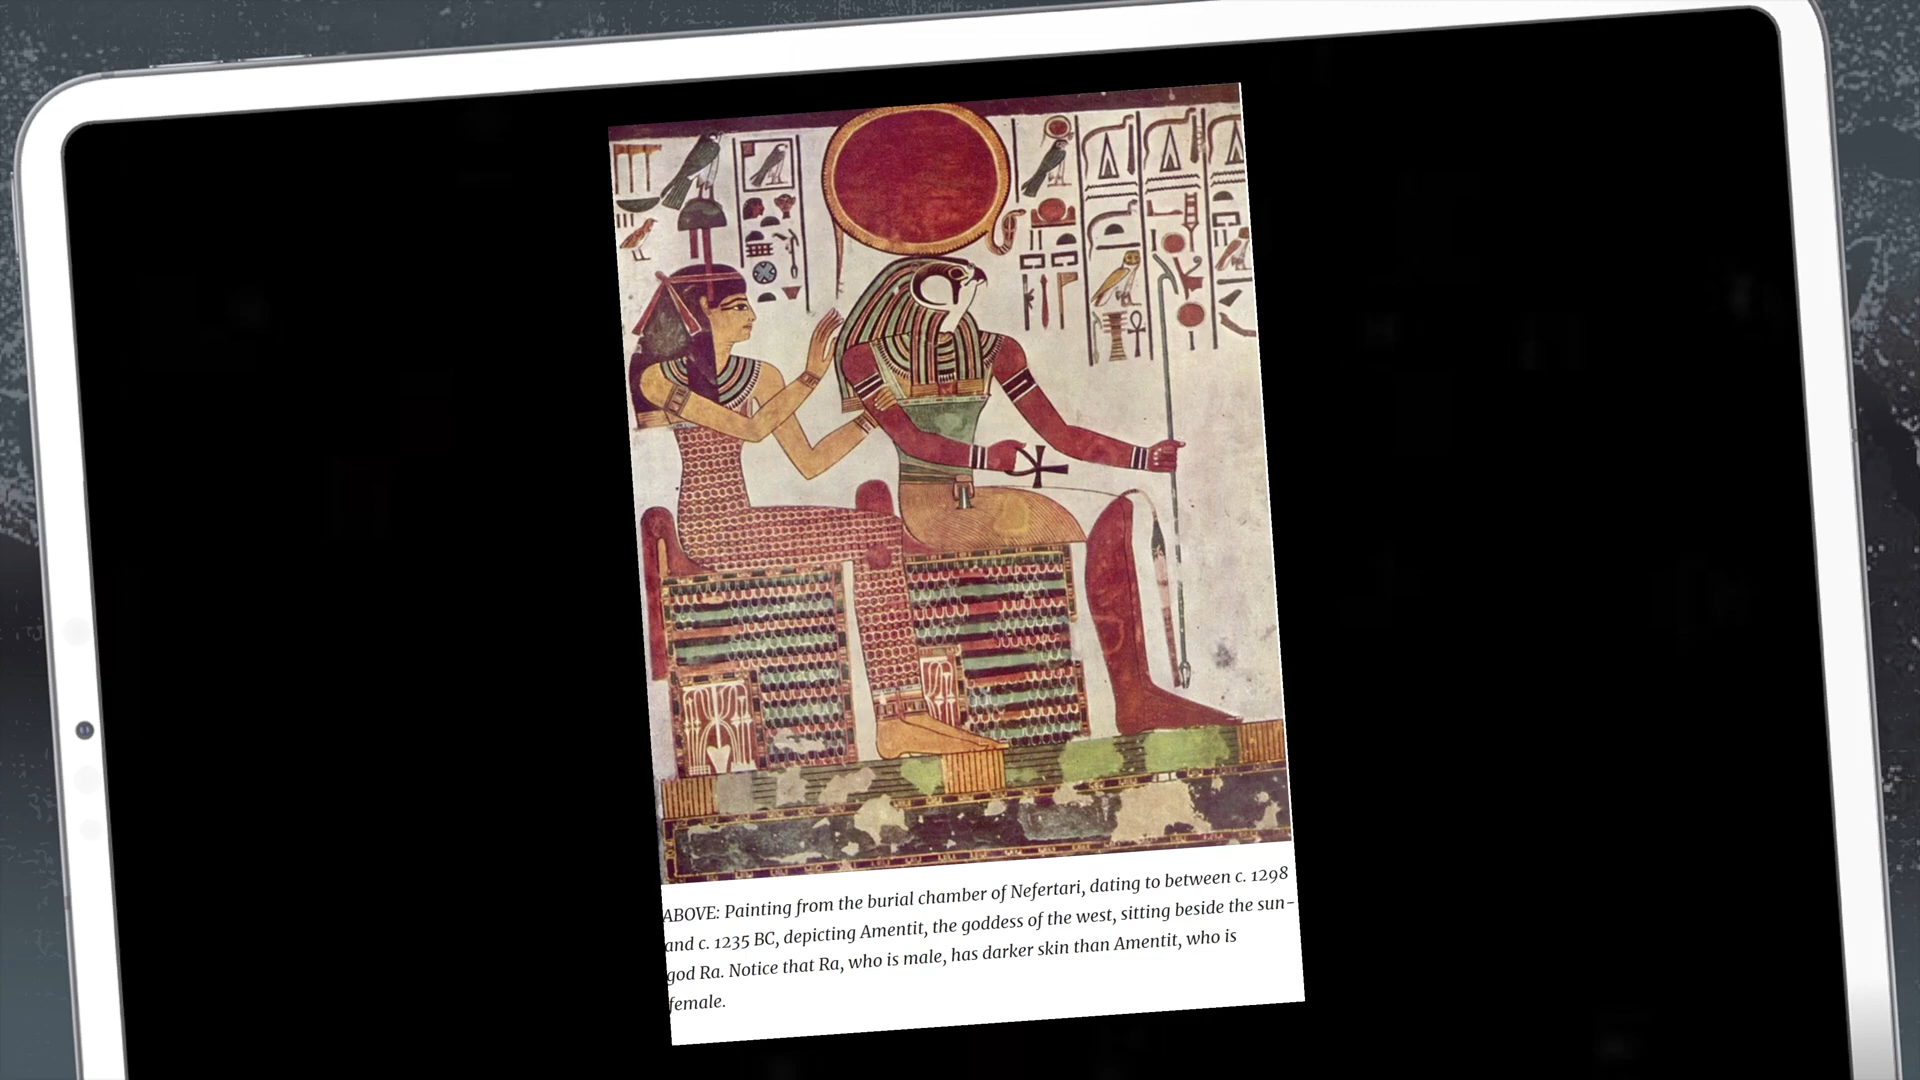 ABOVE: Painting from the burial chamber of Nefertari, dating to between c. 1298
and c. 1235 BC, depicting Amentit, the goddess of the west, sitting beside the sun-
god Ra. Notice that Ra, who is male, has darker skin than Amentit, who is
female.